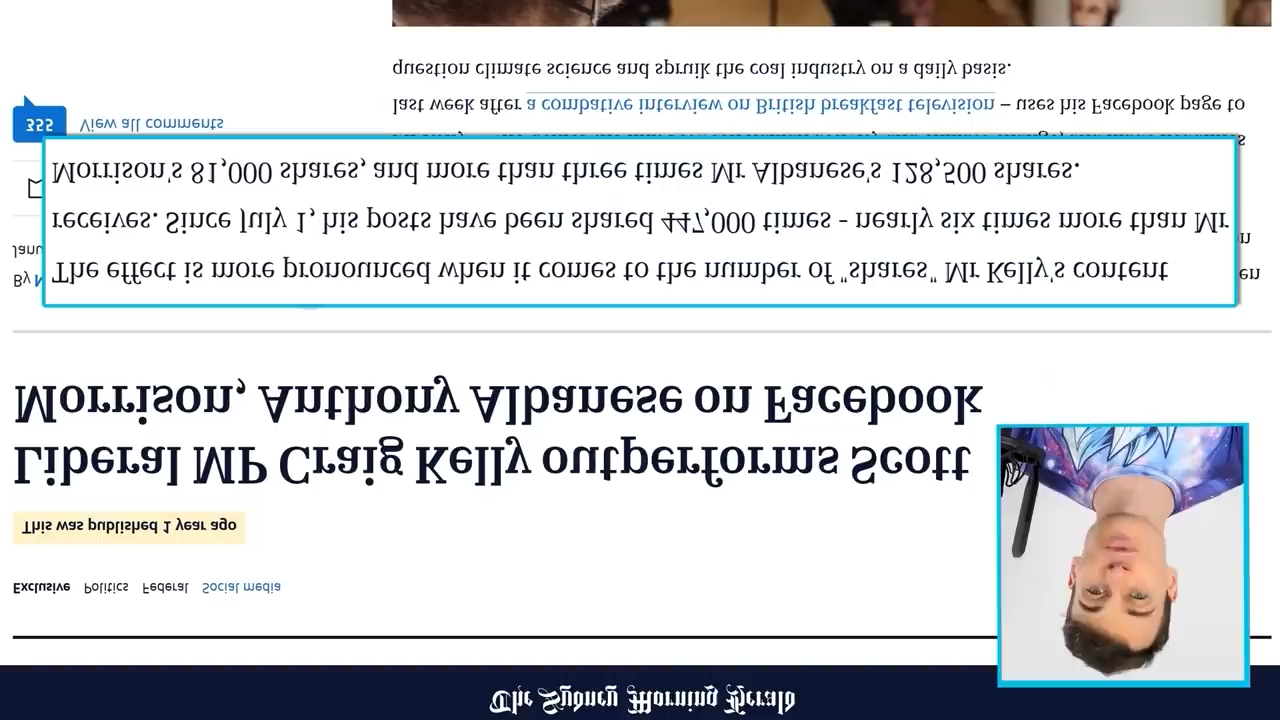 The Sydney Morning Herald
Exclusive Politics Federal Social media
This was published 1 year ago
Liberal MP Craig Kelly outperforms Scott
Morrison, Anthony Albanese on Facebook
By
The effect is more pronounced when it comes to the number of "shares" Mr Kelly's content
receives. Since July 1, his posts have been shared 447,000 times - nearly six times more than Mr
Morrison's 81,000 shares, and more than three times Mr Albanese's 128,500 shares.
355 View all comments
last week after a combative interview on British breakfast television – uses his Facebook page to
question climate science and spruik the coal industry on a daily basis.